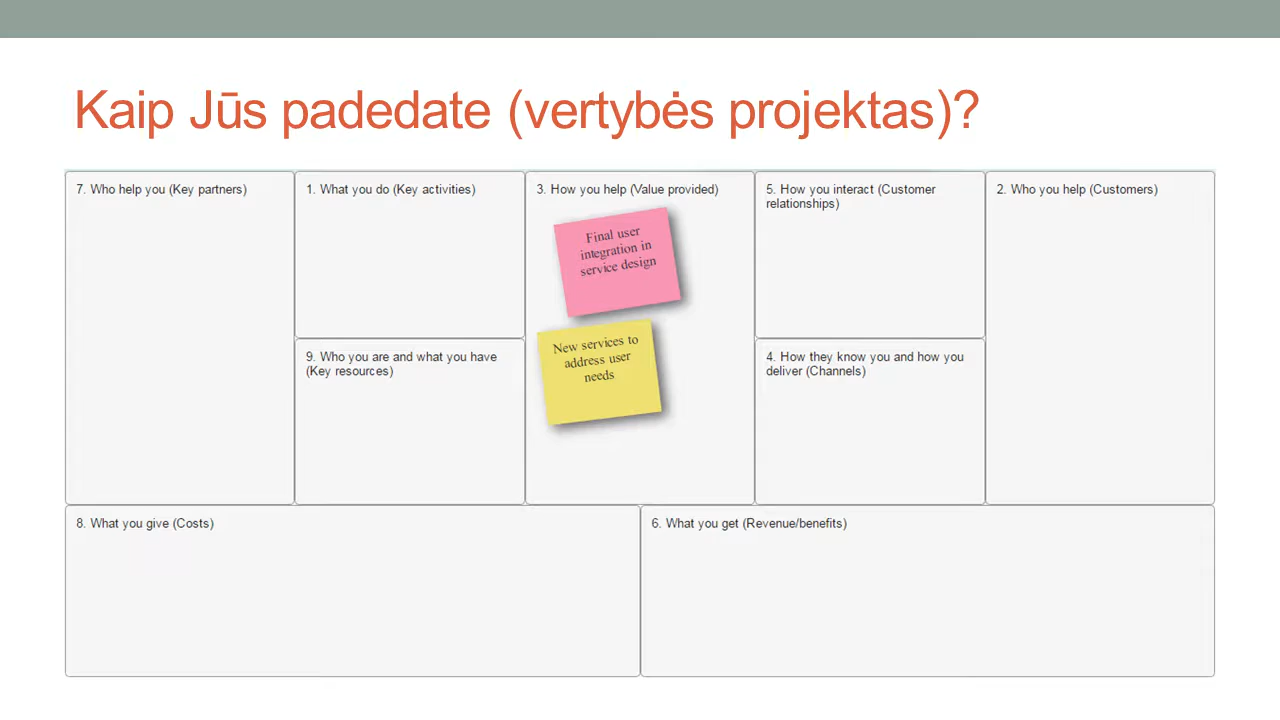 Kaip Jūs padedate (vertybės projektas)?
7. Who help you (Key partners)
1. What you do (Key activities)
3. How you help (Value provided)
Final user
integration in
service design
New services to
address user
needs
5. How you interact (Customer
relationships)
2. Who you help (Customers)
9. Who you are and what you have
(Key resources)
4. How they know you and how you
deliver (Channels)
8. What you give (Costs)
6. What you get (Revenue/benefits)